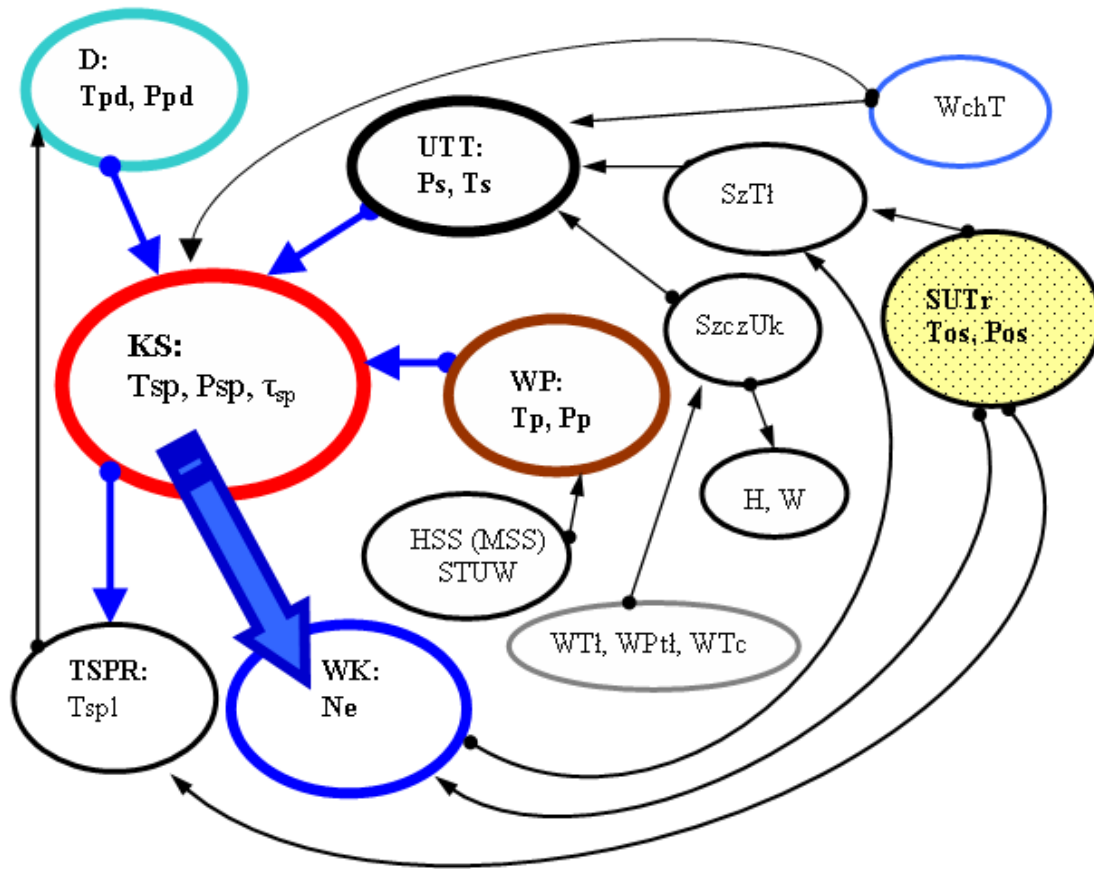 D:
Tpd, Ppd
WchT
UTT:
Ps, Ts
SzTł
SUTr
Tos, Pos
SzczUk
KS:
Tsp, Psp, τsp
WP:
Tp, Pp
H, W
HSS (MSS)
STUW
WTł, WPtł, WTc
TSPR:
Tsp1
WK:
Ne